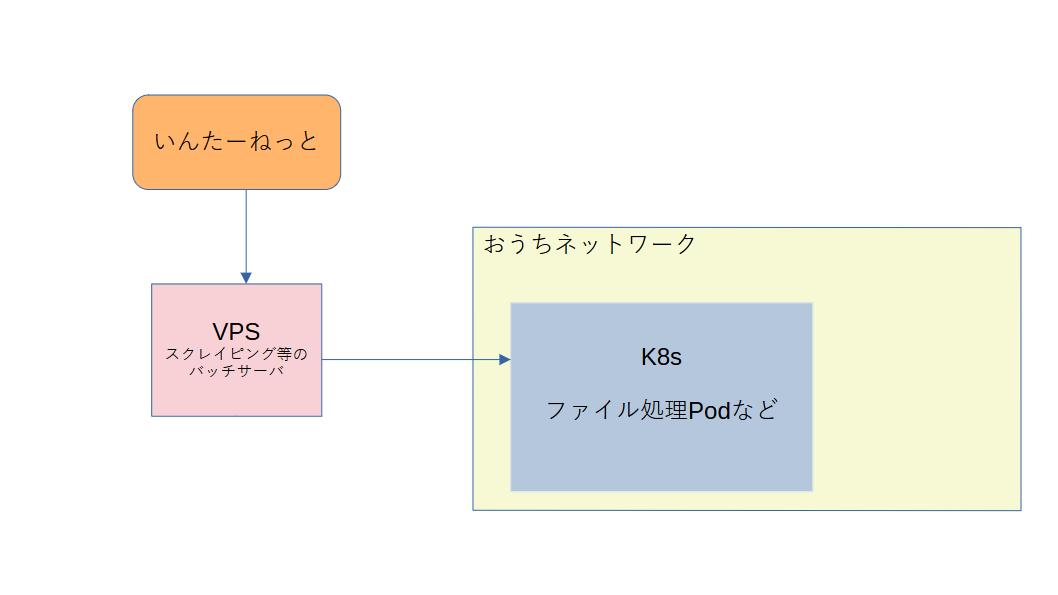 いんたーねっと
おうちネットワーク
VPS
スクレイピング等の
バッチサーバ
K8s
ファイル処理Podなど